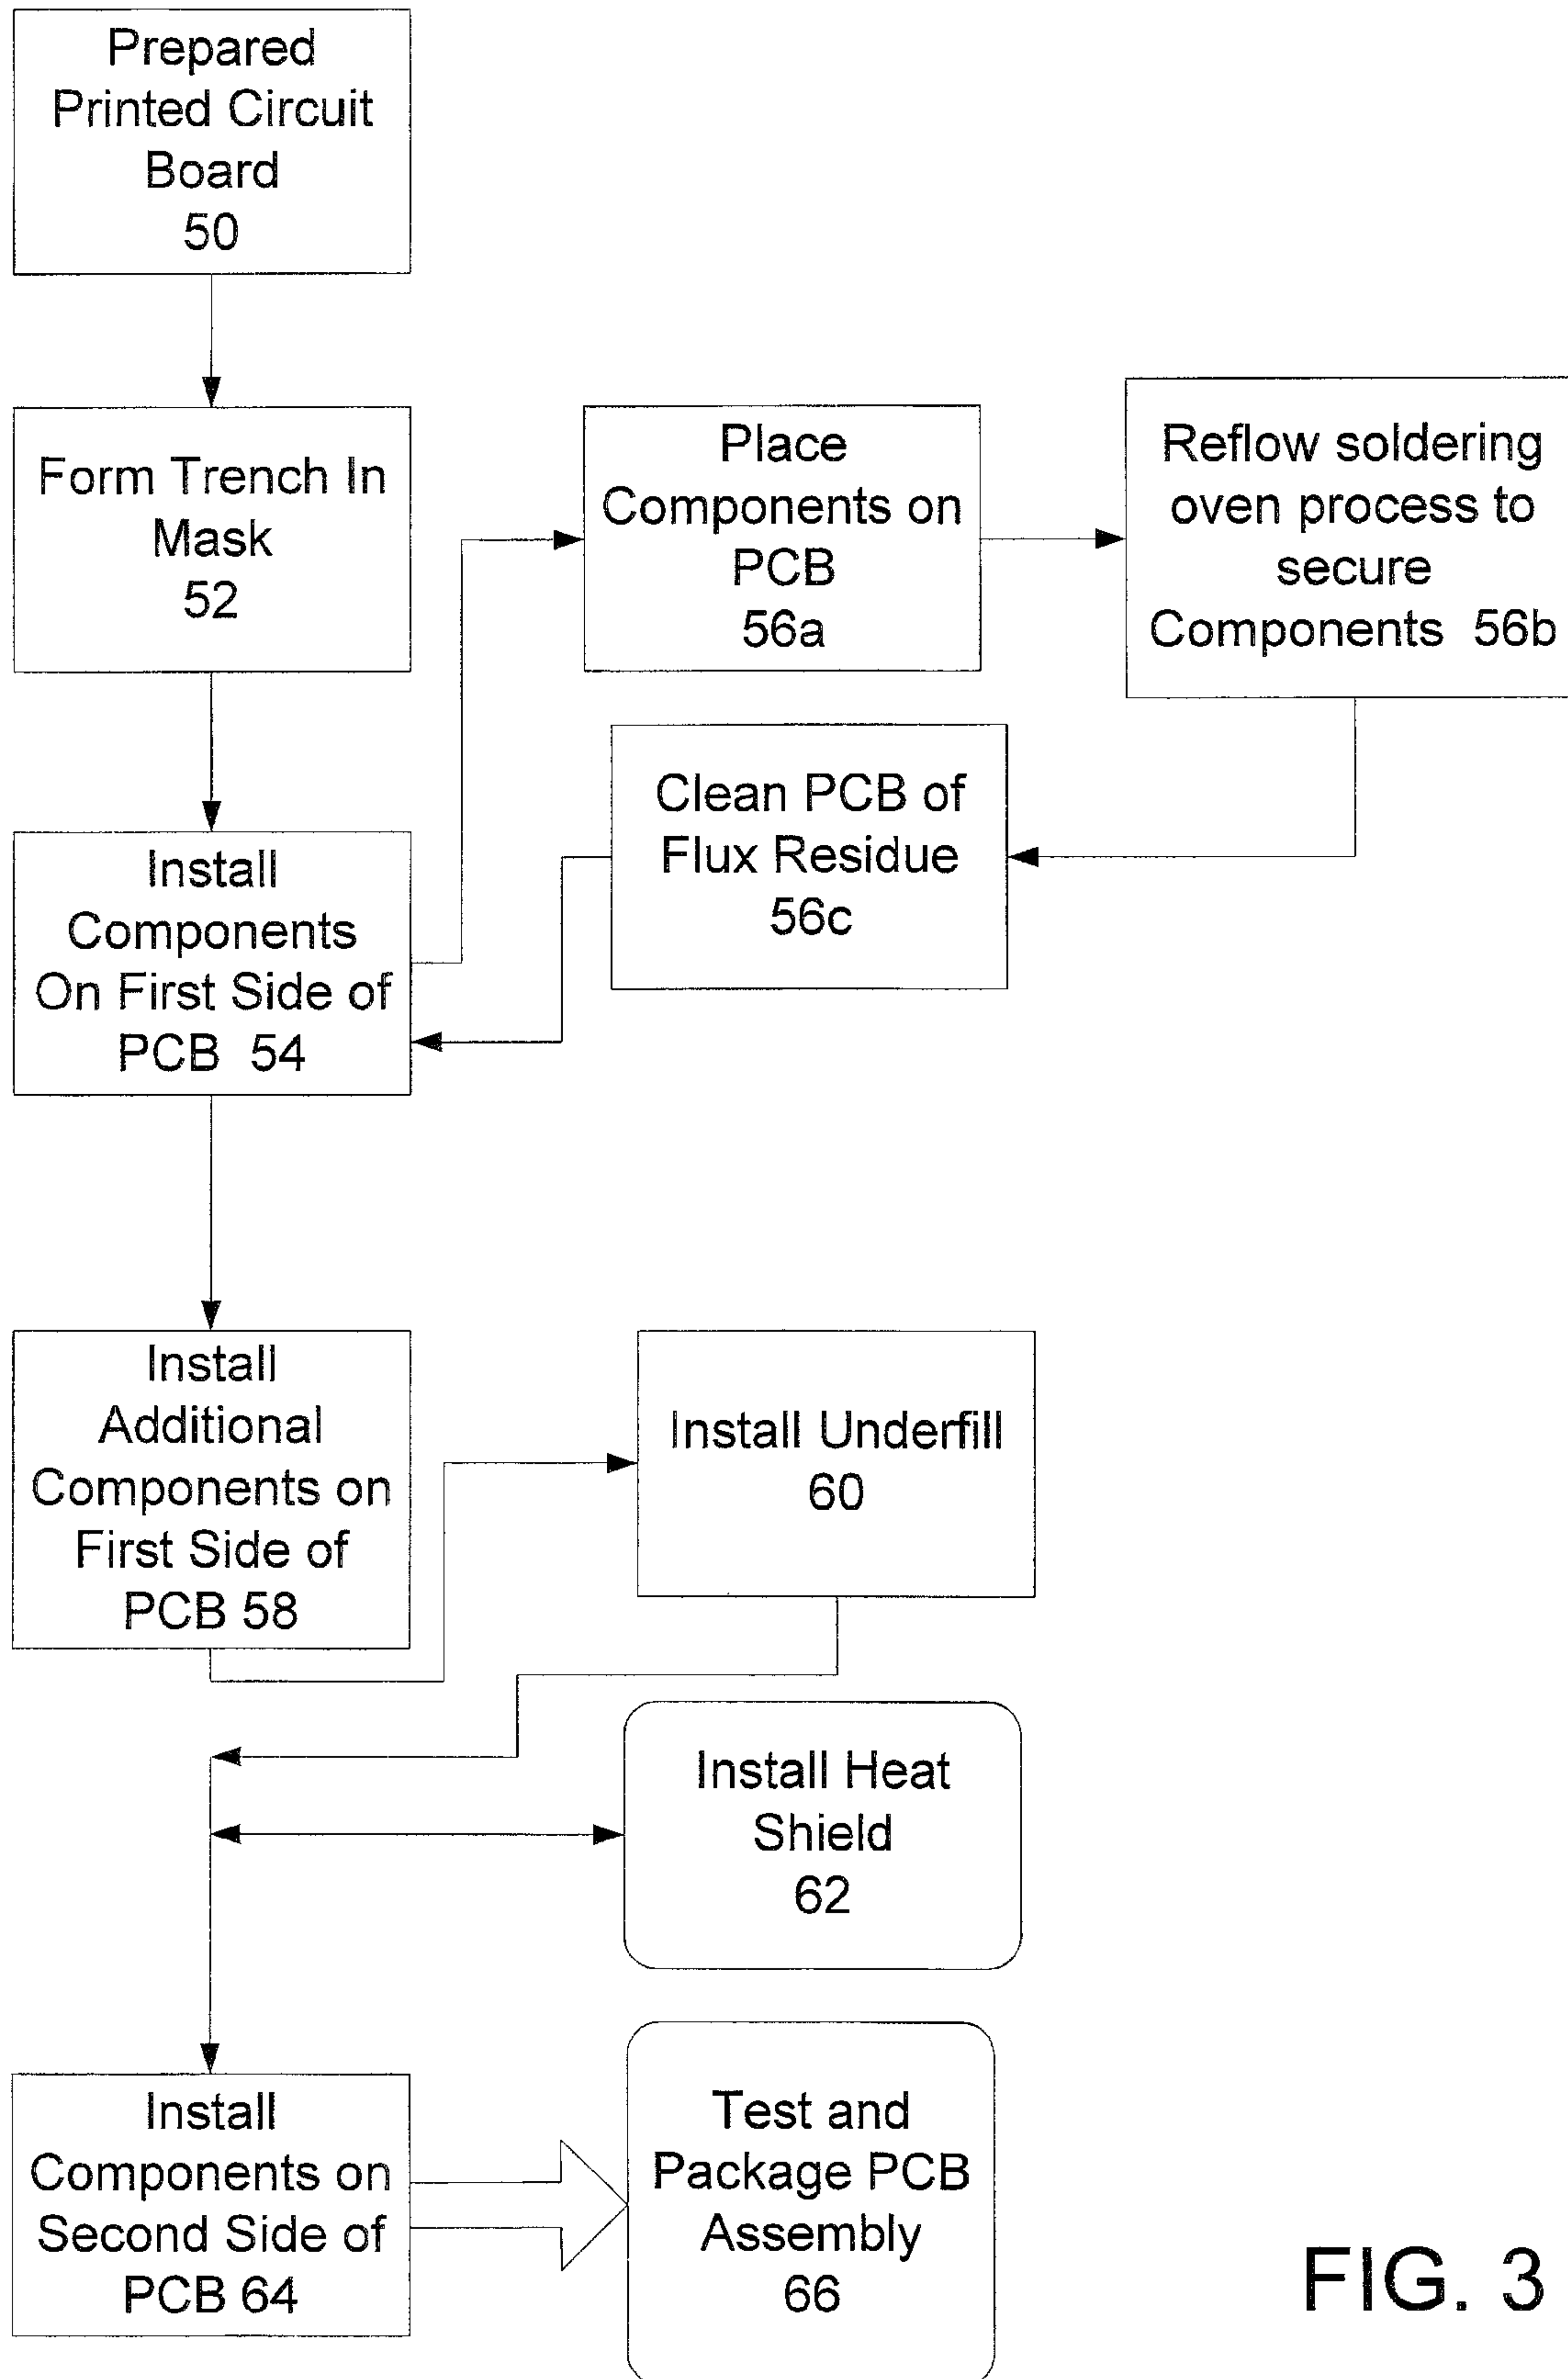 Prepared
Printed Circuit
Board
50
Form Trench In
Mask
52
Place
Components on
PCB
56a
Reflow soldering
oven process to
secure
Components 56b
Clean PCB of
Flux Residue
56c
Install
Components
On First Side of
PCB 54
Install
Additional
Components on
First Side of
PCB 58
Install Underfill
60
Install Heat
Shield
62
Install
Components on
Second Side of
PCB 64
Test and
Package PCB
Assembly
66
FIG. 3